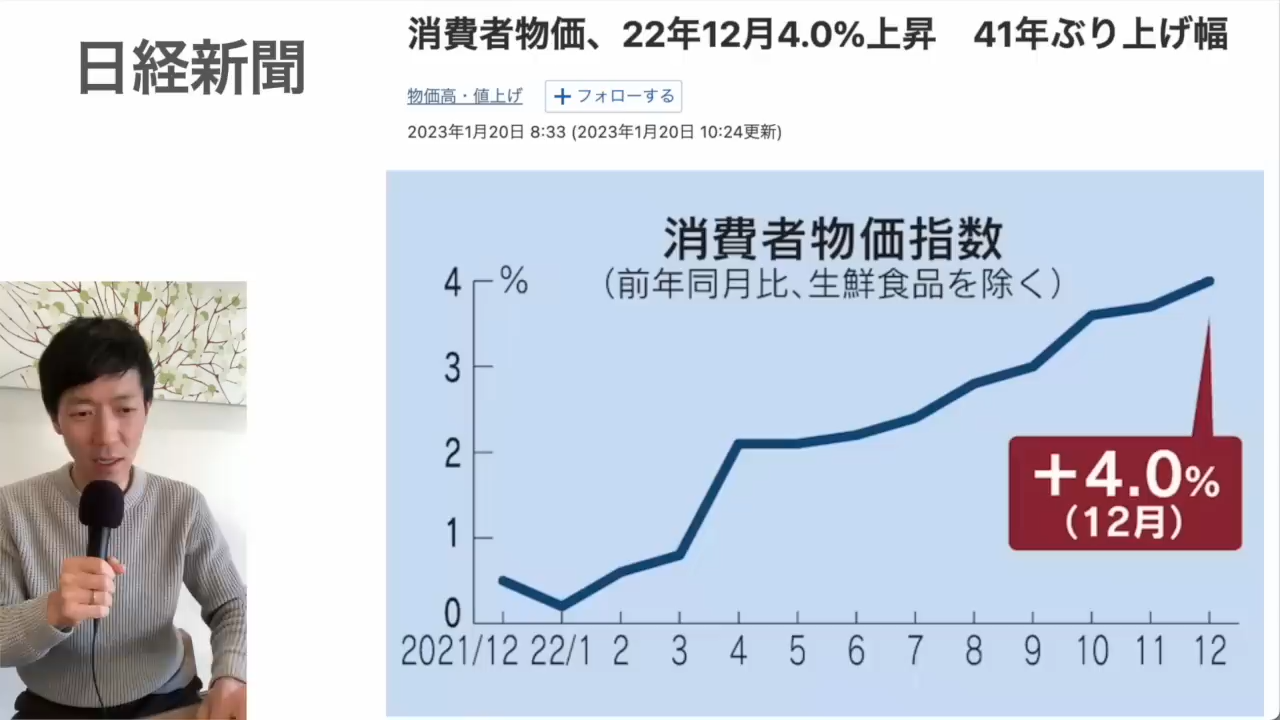 日経新聞
消費者物価、22年12月4.0%上昇　41年ぶり上げ幅
物価高・値上げ
＋フォローする
2023年1月20日 8:33 (2023年1月20日 10:24更新)
消費者物価指数
（前年同月比、生鮮食品を除く）
4 %
3
2
1
0
+4.0%
（12月）
2021/12 22/1 2 3 4 5 6 7 8 9 10 11 12